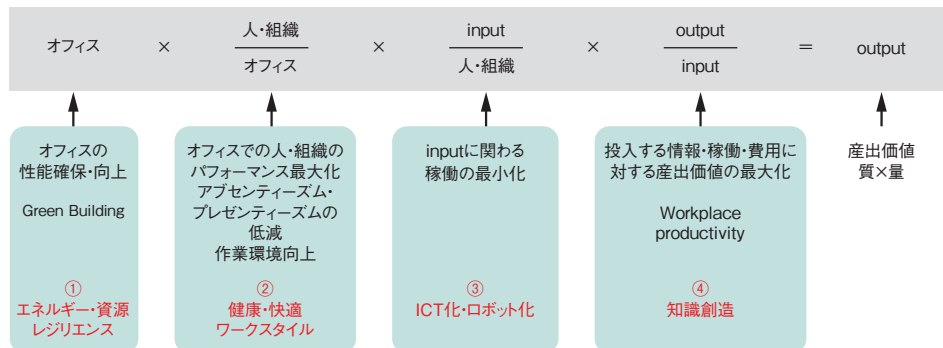 オフィス × 人・組織 × input × output = output
オフィス 人・組織 input
オフィスの
性能確保・向上
Green Building
①
エネルギー・資源
レジリエンス
オフィスでの人・組織の
パフォーマンス最大化
アブセンティーズム・
プレゼンティーズムの
低減
作業環境向上
②
健康・快適
ワークスタイル
inputに関わる
稼働の最小化
③
ICT化・ロボット化
投入する情報・稼働・費用に
対する産出価値の最大化
Workplace
productivity
④
知識創造
産出価値
質×量